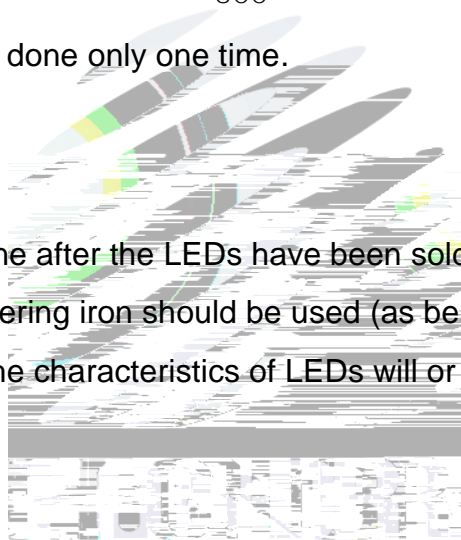 done only one time.
ne after the LEDs have been sold
ering iron should be used (as be
ne characteristics of LEDs will or